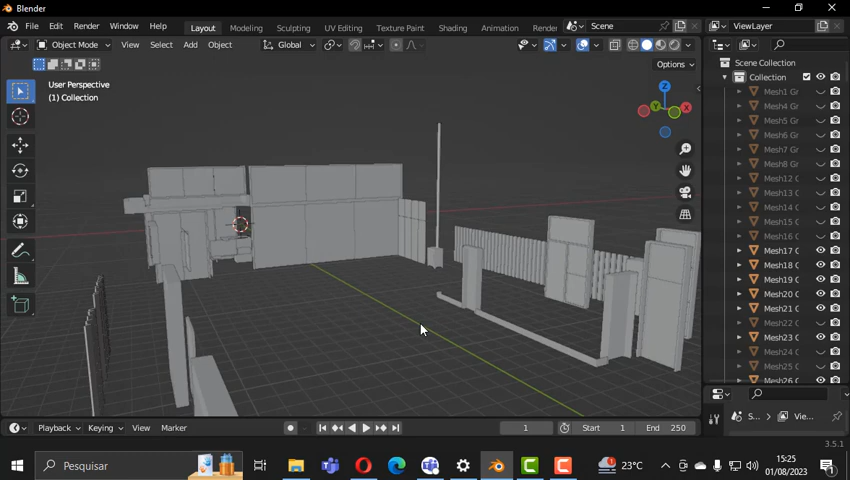 Blender
File Edit Render Window Help Layout Modeling Sculpting UV Editing Texture Paint Shading Animation Render Scene ViewLayer
Object Mode View Select Add Object Global
Options
User Perspective
(1) Collection
Z
Y
X
Scene Collection
Collection
Mesh1 Gr
Mesh4 Gr
Mesh5 Gr
Mesh6 Gr
Mesh7 Gr
Mesh8 Gr
Mesh12 C
Mesh13 C
Mesh14 C
Mesh15 C
Mesh16 C
Mesh17 C
Mesh18 C
Mesh19 C
Mesh20 C
Mesh21 C
Mesh22 C
Mesh23 C
Mesh24 C
Mesh25 C
Mesh26 C
S... Vie...
Playback Keying View Marker 1 Start 1 End 250
3.5.1
Pesquisar 23°C 15:25
01/08/2023